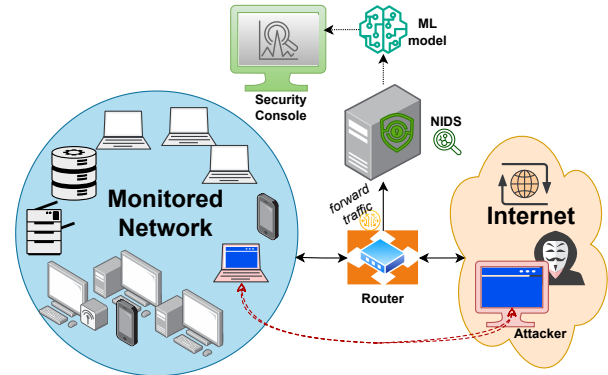 ML
model
Security
Console
NIDS
forward
traffic
Monitored
Network
Internet
Router
Attacker